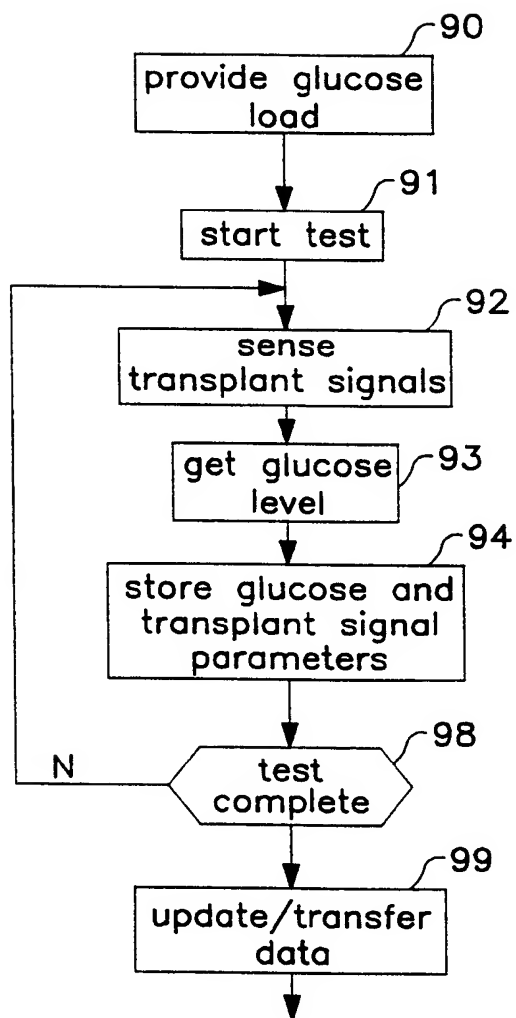 90
provide glucose
load
91
start test
92
sense
transplant signals
93
get glucose
level
94
store glucose and
transplant signal
parameters
98
N
test
complete
99
update/transfer
data